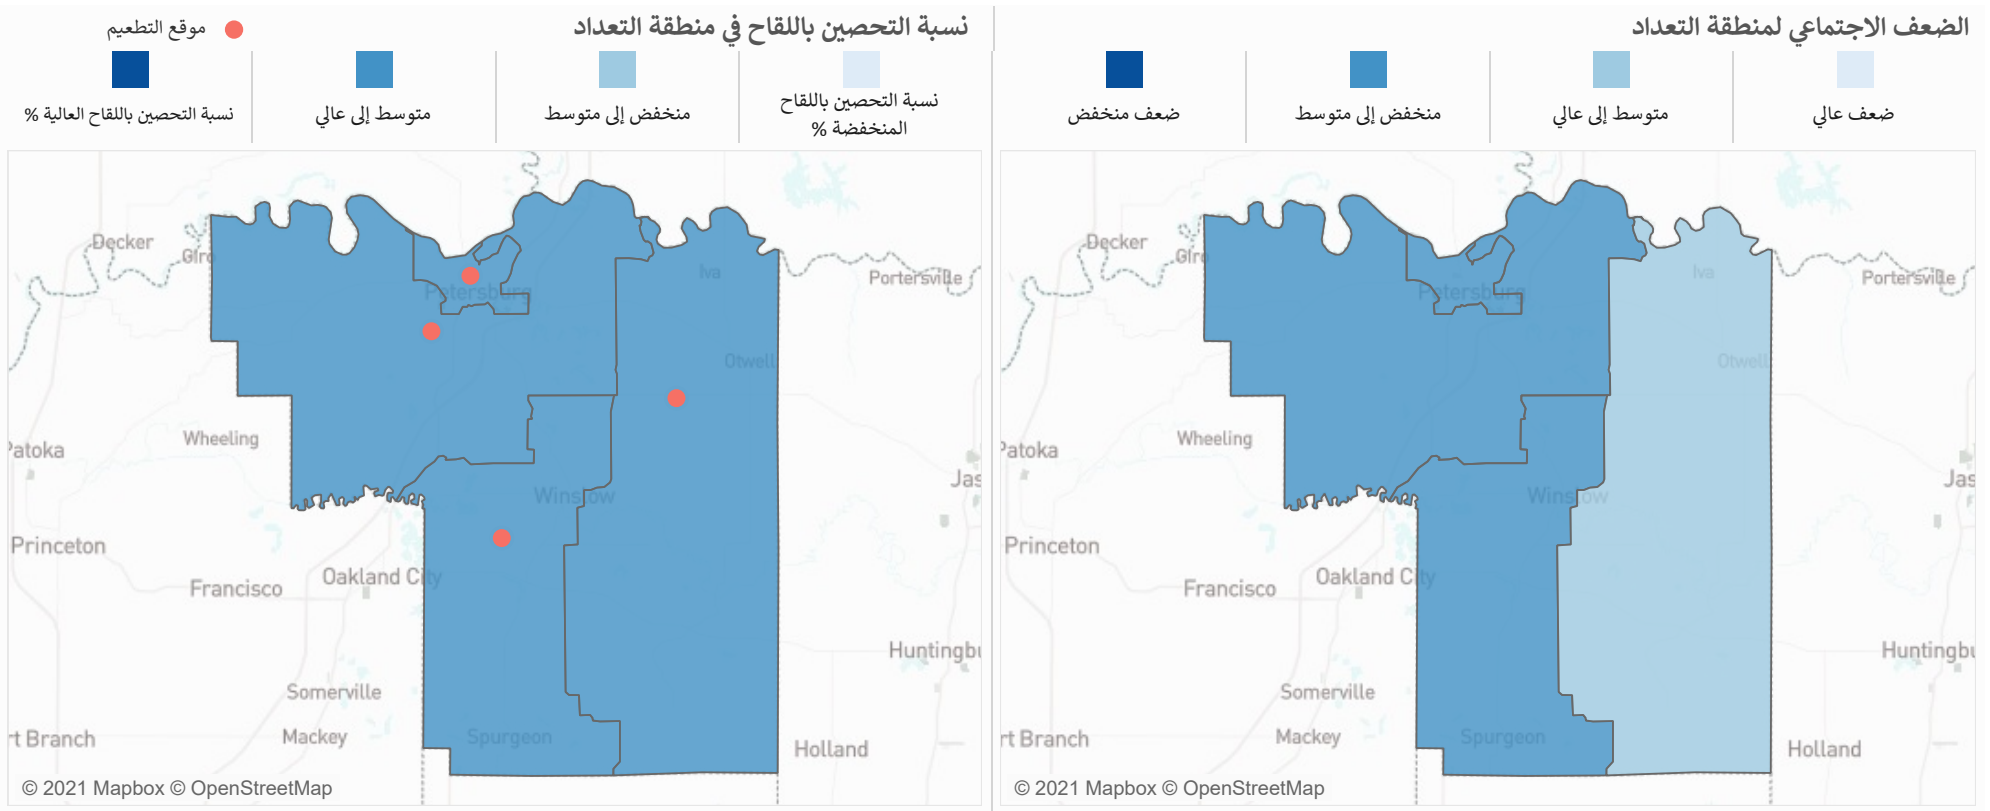 الضعف الاجتماعي لمنطقة التعداد
ضعف عالي
متوسط إلى عالي
منخفض إلى متوسط
ضعف منخفض
Decker
Giro
Petersburg
Iva
Portersville
Otwell
Wheeling
Patoka
Winslow
Jas
Princeton
Francisco
Oakland City
Huntingbu
Somerville
Mackey
Spurgeon
rt Branch
Holland
© 2021 Mapbox © OpenStreetMap
نسبة التحصين باللقاح في منطقة التعداد
موقع التطعيم
نسبة التحصين باللقاح
المنخفضة %
منخفض إلى متوسط
متوسط إلى عالي
نسبة التحصين باللقاح العالية %
Decker
Giro
Petersburg
Iva
Portersville
Otwell
Wheeling
Patoka
Winslow
Jas
Princeton
Francisco
Oakland City
Huntingbu
Somerville
Mackey
Spurgeon
rt Branch
Holland
© 2021 Mapbox © OpenStreetMap